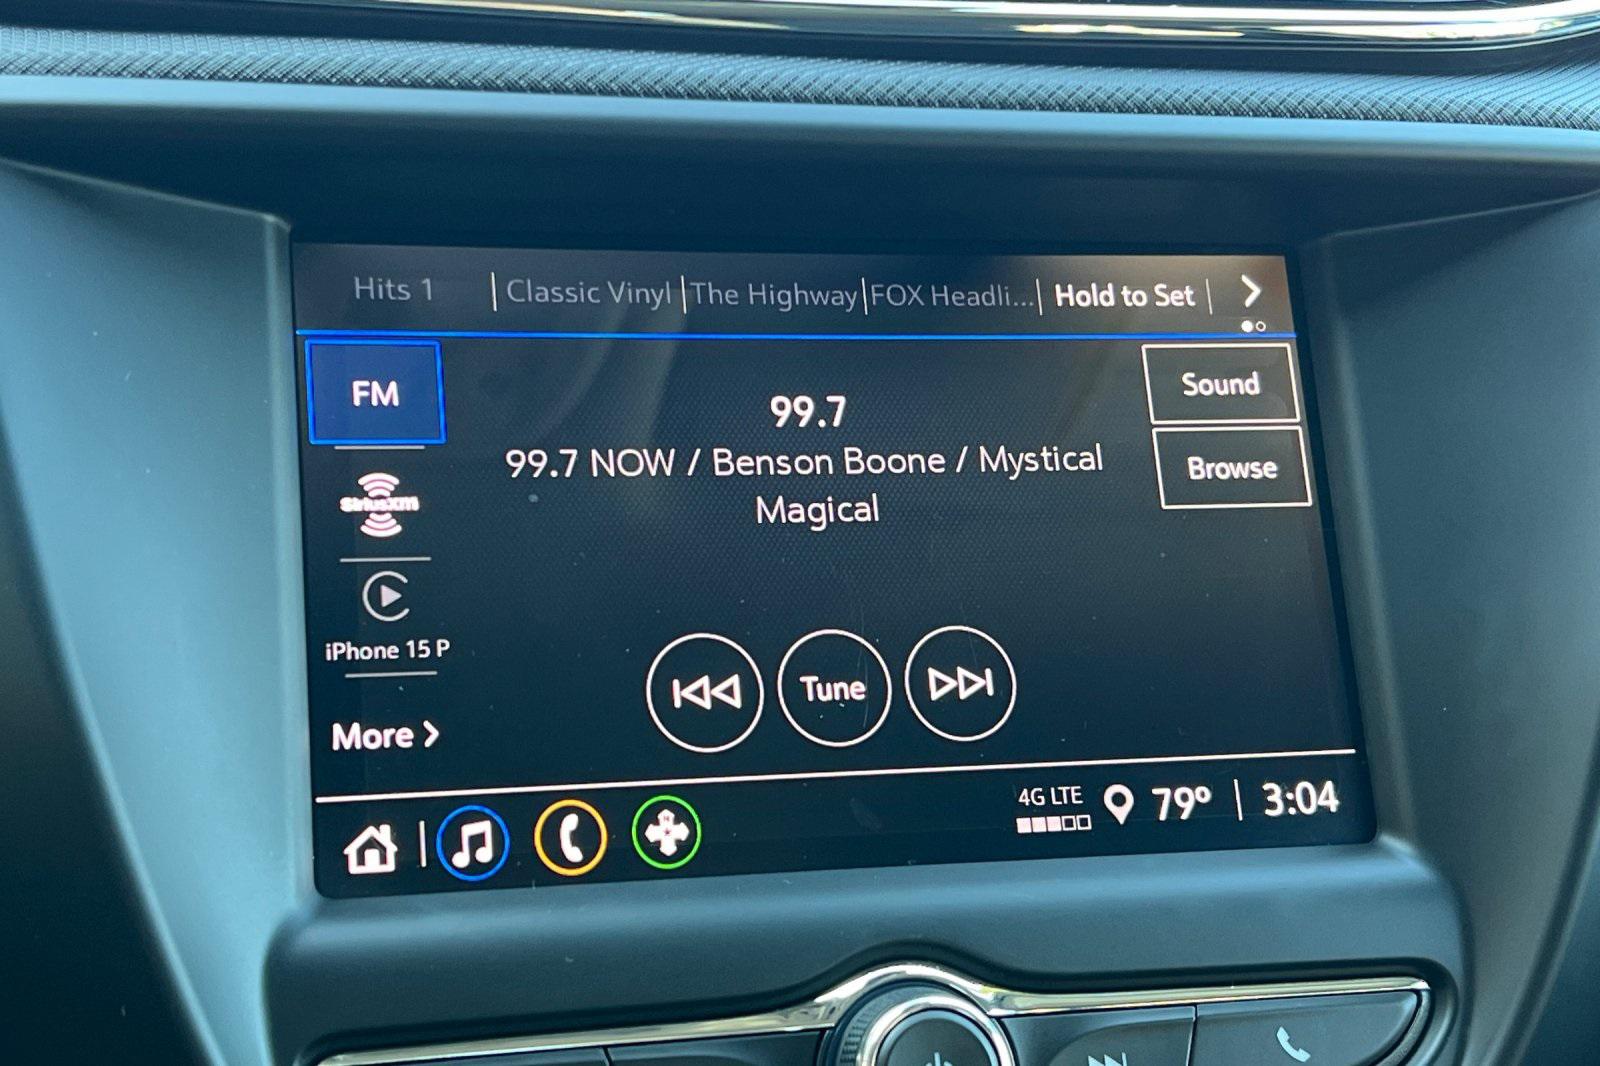 Hits 1 | Classic Vinyl | The Highway | FOX Headli... | Hold to Set |
FM
Sound
99.7
99.7 NOW / Benson Boone / Mystical
Magical
Browse
SiriusXM
iPhone 15 P
Tune
More
4G LTE 79° | 3:04